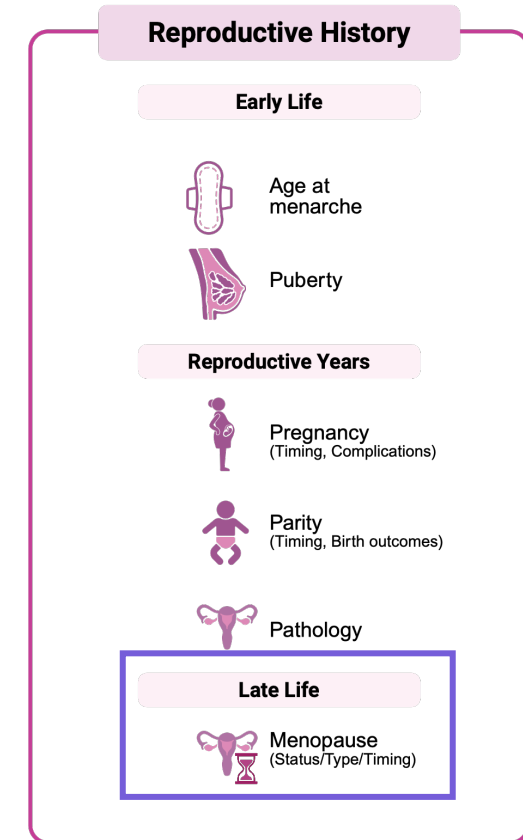 Reproductive History
Early Life
Age at
menarche
Puberty
Reproductive Years
Pregnancy
(Timing, Complications)
Parity
(Timing, Birth outcomes)
Pathology
Late Life
Menopause
(Status/Type/Timing)